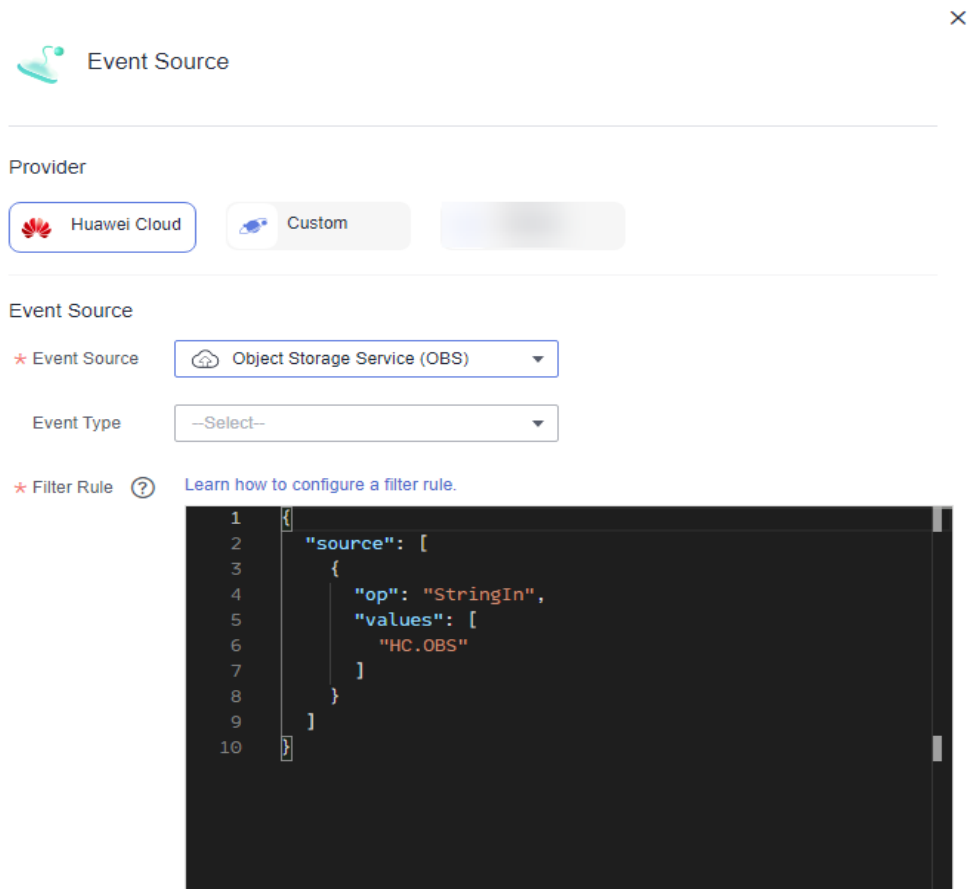 Event Source
Provider
Huawei Cloud
Custom
Event Source
* Event Source Object Storage Service (OBS)
Event Type --Select--
* Filter Rule ? Learn how to configure a filter rule.
1 {
2 "source": [
3 {
4 "op": "StringIn",
5 "values": [
6 "HC.OBS"
7 ]
8 }
9 ]
10 }